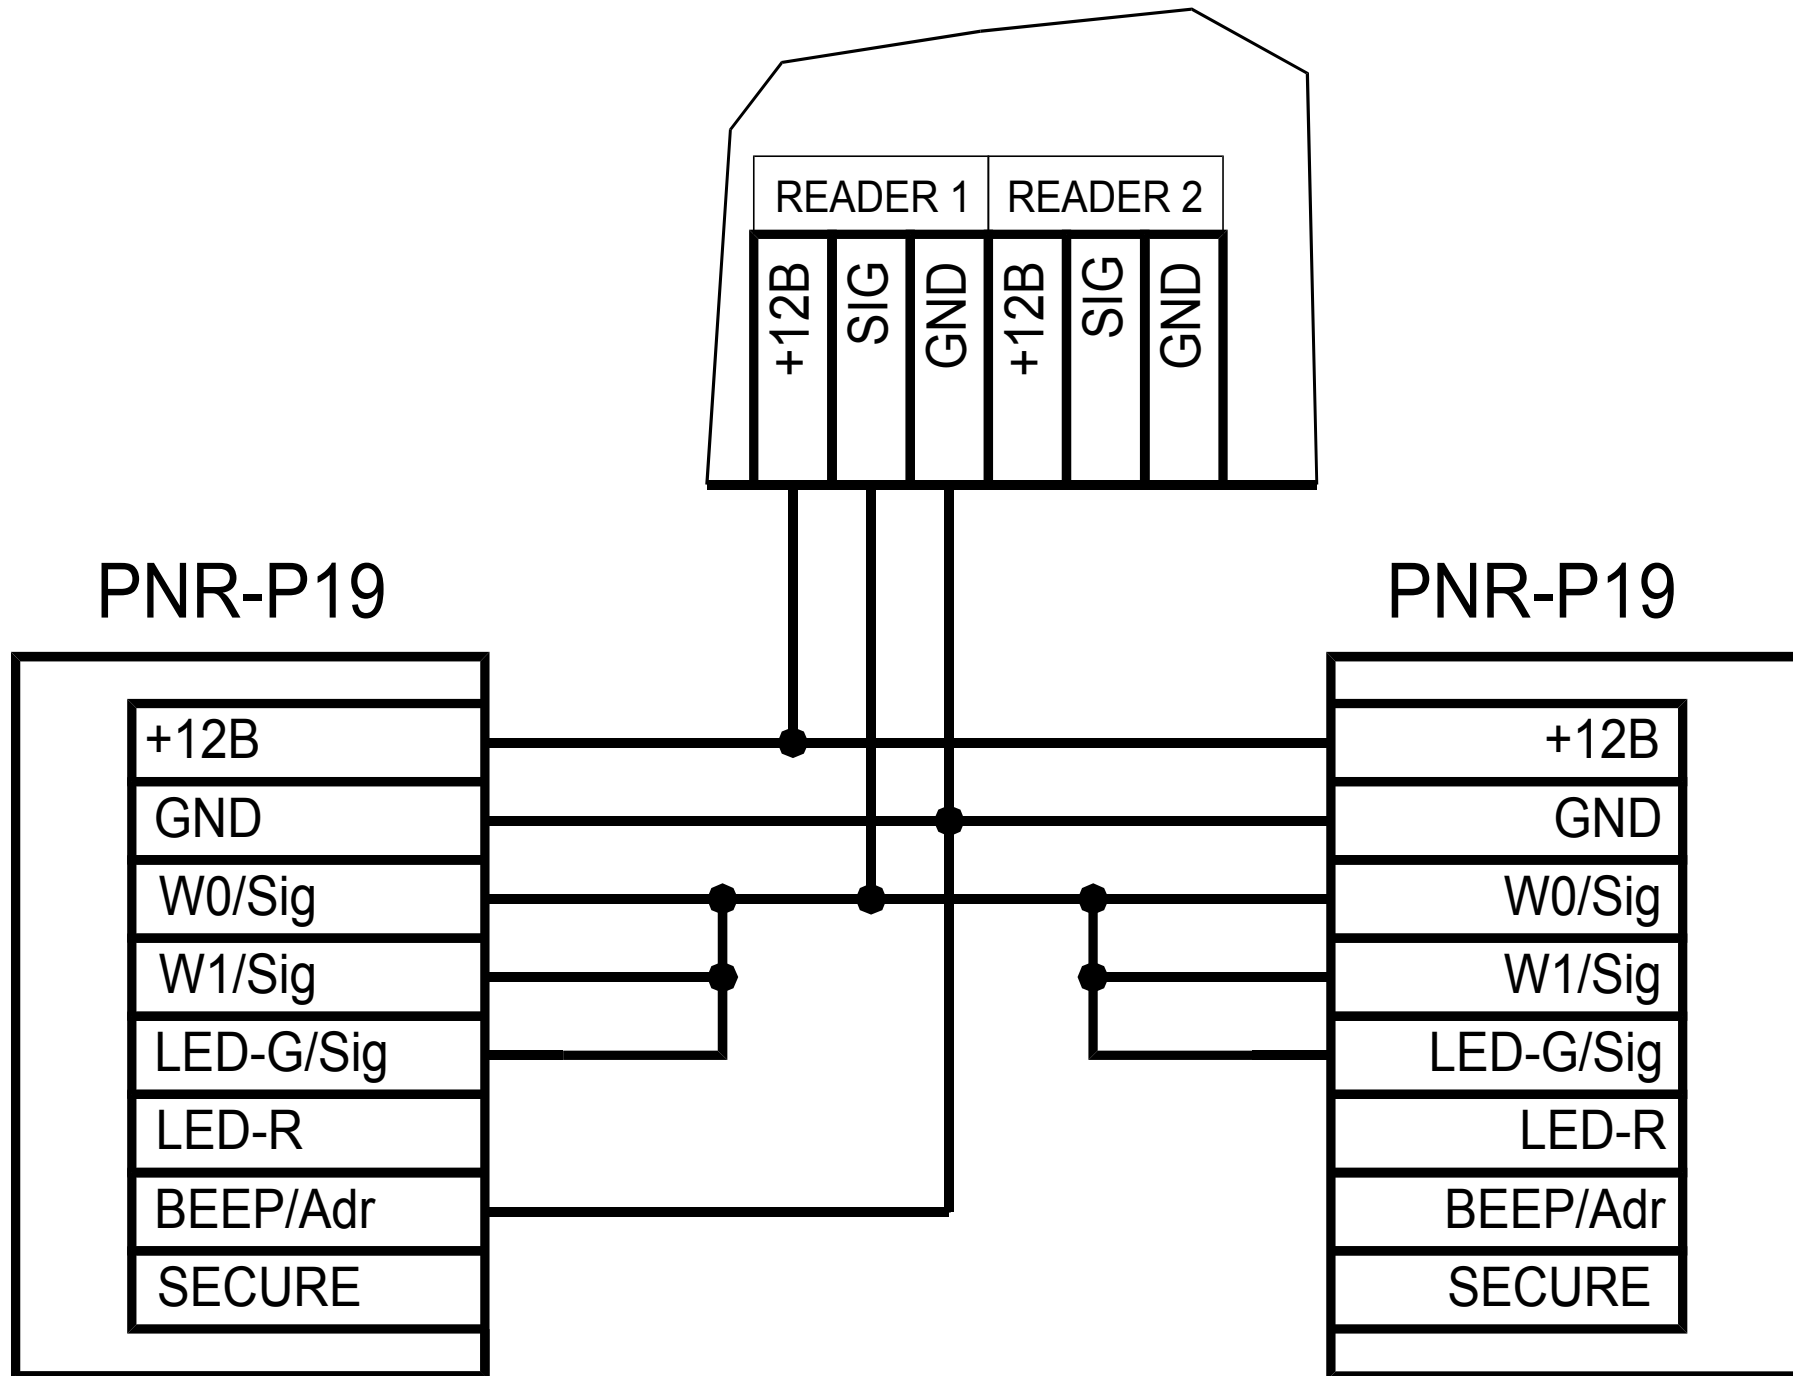 READER 1 READER 2
+12B SIG GND +12B SIG GND
PNR-P19 PNR-P19
+12B +12B
GND GND
W0/Sig W0/Sig
W1/Sig W1/Sig
LED-G/Sig LED-G/Sig
LED-R LED-R
BEEP/Adr BEEP/Adr
SECURE SECURE